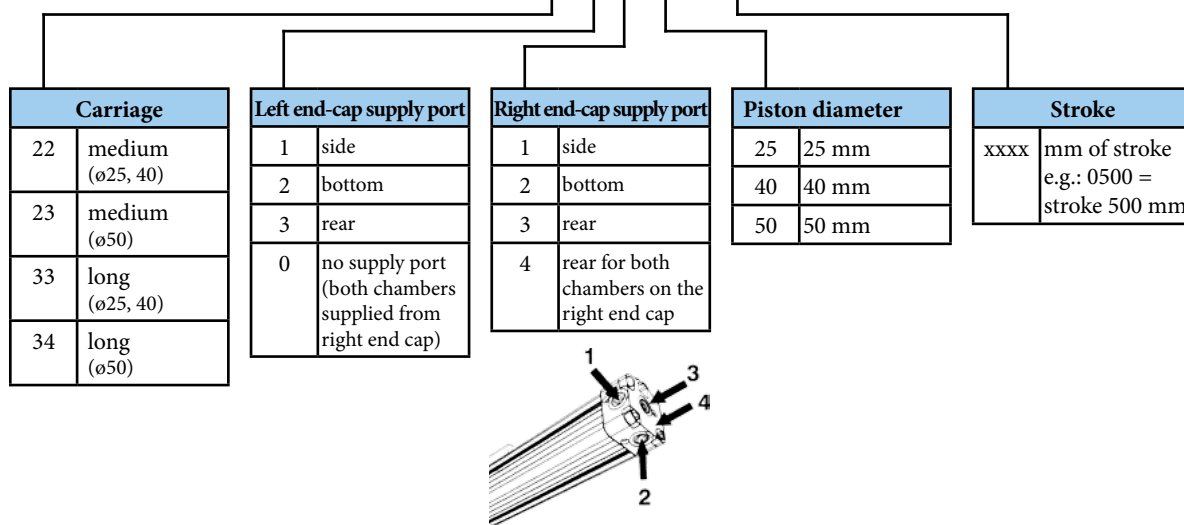 Carriage
22 medium
(ø25, 40)
23 medium
(ø50)
33 long
(ø25, 40)
34 long
(ø50)
Left end-cap supply port
1 side
2 bottom
3 rear
0 no supply port
(both chambers
supplied from
right end cap)
Right end-cap supply port
1 side
2 bottom
3 rear
4 rear for both
chambers on the
right end cap
Piston diameter
25 25 mm
40 40 mm
50 50 mm
Stroke
xxxx mm of stroke
e.g.: 0500 =
stroke 500 mm
1
3
4
2